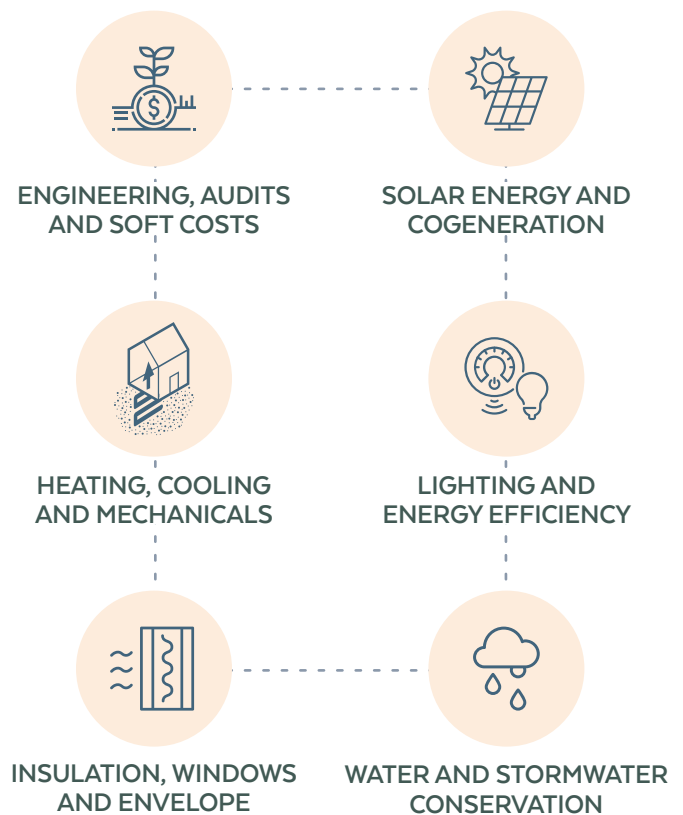 $
ENGINEERING, AUDITS
AND SOFT COSTS
SOLAR ENERGY AND
COGENERATION
HEATING, COOLING
AND MECHANICALS
LIGHTING AND
ENERGY EFFICIENCY
INSULATION, WINDOWS
AND ENVELOPE
WATER AND STORMWATER
CONSERVATION